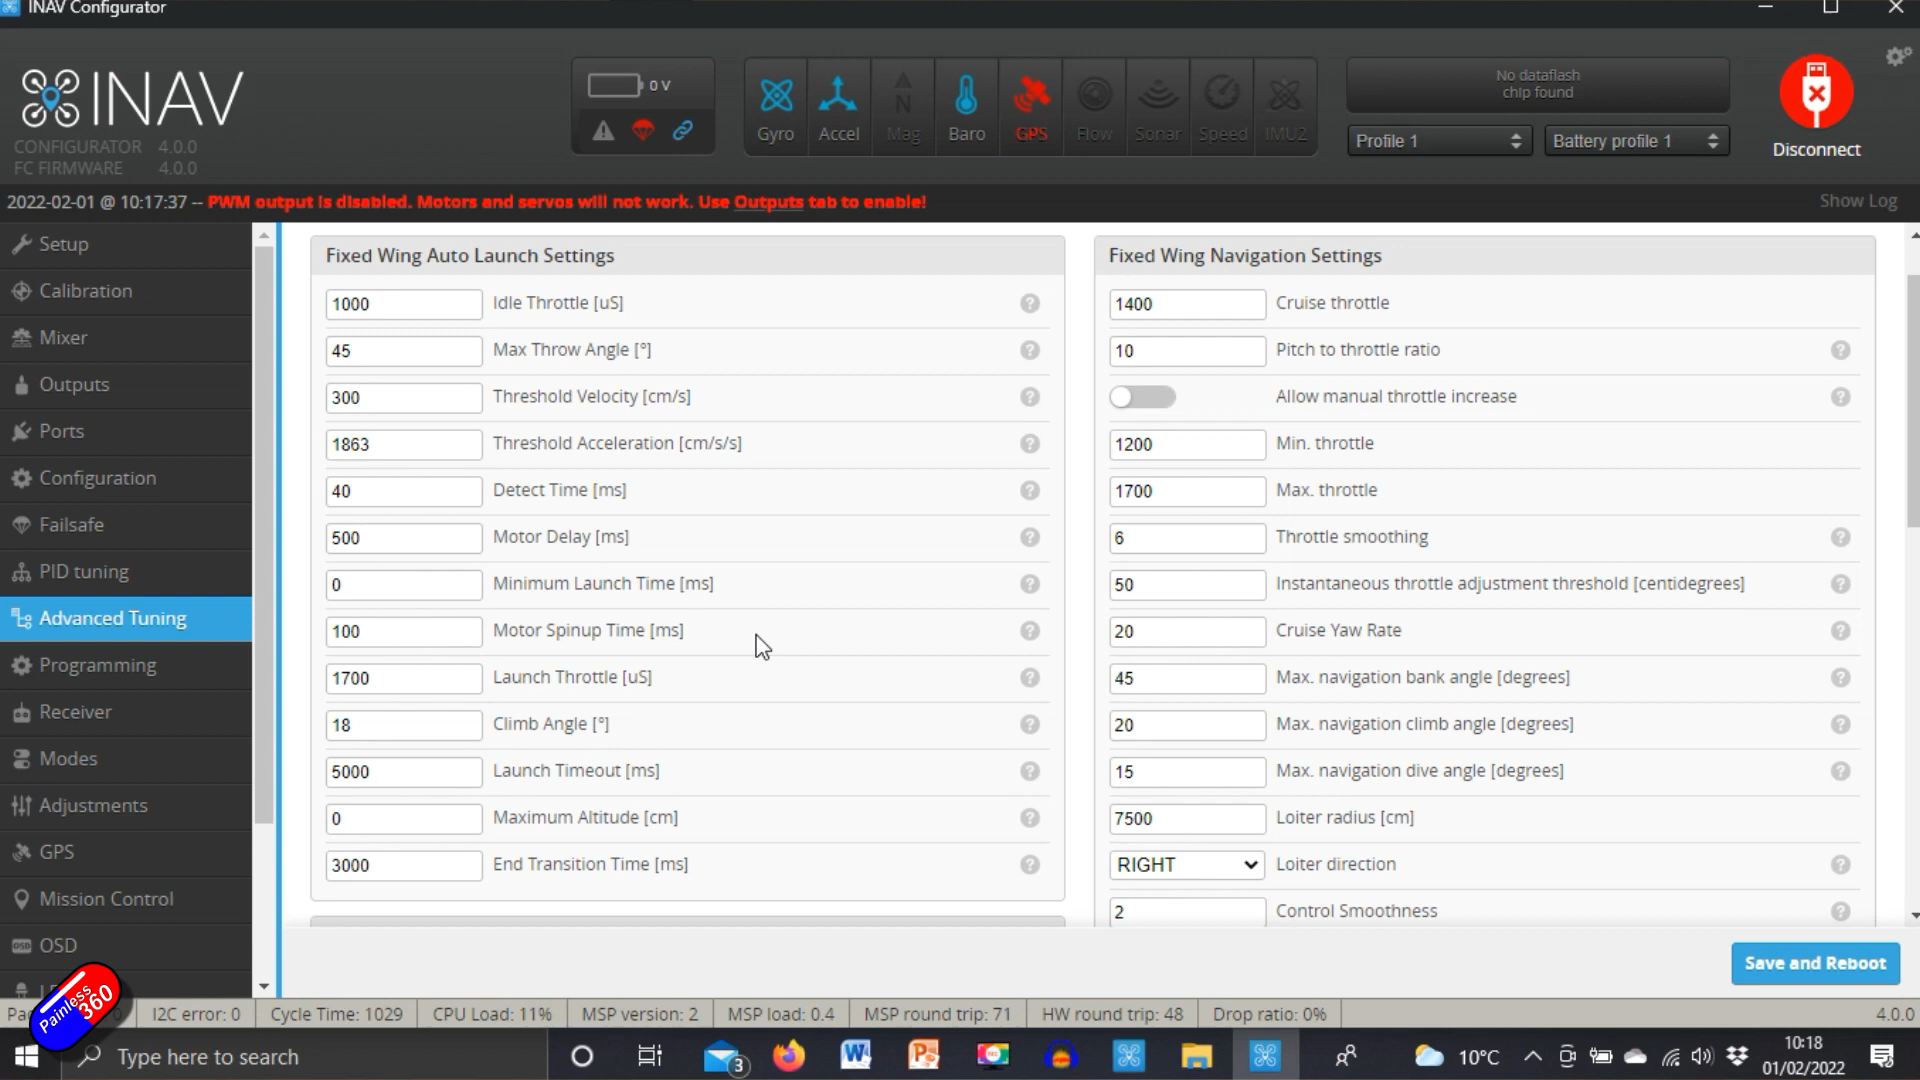 INAV Configurator
INAV
CONFIGURATOR 4.0.0
FC FIRMWARE 4.0.0
0 V
Gyro
Accel
N
Mag
Baro
GPS
Flow
Sonar
Speed
IMU2
No dataflash
chip found
Profile 1
Battery profile 1
Disconnect
2022-02-01 @ 10:17:37 -- PWM output is disabled. Motors and servos will not work. Use Outputs tab to enable!
Show Log
Setup
Calibration
Mixer
Outputs
Ports
Configuration
Failsafe
PID tuning
Advanced Tuning
Programming
Receiver
Modes
Adjustments
GPS
Mission Control
OSD
Fixed Wing Auto Launch Settings
1000 Idle Throttle [uS] ?
45 Max Throw Angle [°] ?
300 Threshold Velocity [cm/s] ?
1863 Threshold Acceleration [cm/s/s] ?
40 Detect Time [ms] ?
500 Motor Delay [ms] ?
0 Minimum Launch Time [ms] ?
100 Motor Spinup Time [ms] ?
1700 Launch Throttle [uS] ?
18 Climb Angle [°] ?
5000 Launch Timeout [ms] ?
0 Maximum Altitude [cm] ?
3000 End Transition Time [ms] ?
Fixed Wing Navigation Settings
1400 Cruise throttle
10 Pitch to throttle ratio ?
Allow manual throttle increase ?
1200 Min. throttle
1700 Max. throttle
6 Throttle smoothing ?
50 Instantaneous throttle adjustment threshold [centidegrees] ?
20 Cruise Yaw Rate ?
45 Max. navigation bank angle [degrees] ?
20 Max. navigation climb angle [degrees] ?
15 Max. navigation dive angle [degrees] ?
7500 Loiter radius [cm]
RIGHT Loiter direction ?
2 Control Smoothness ?
Save and Reboot
Painless 360
I2C error: 0
Cycle Time: 1029
CPU Load: 11%
MSP version: 2
MSP load: 0.4
MSP round trip: 71
HW round trip: 48
Drop ratio: 0%
4.0.0
Type here to search
3
10°C
10:18
01/02/2022